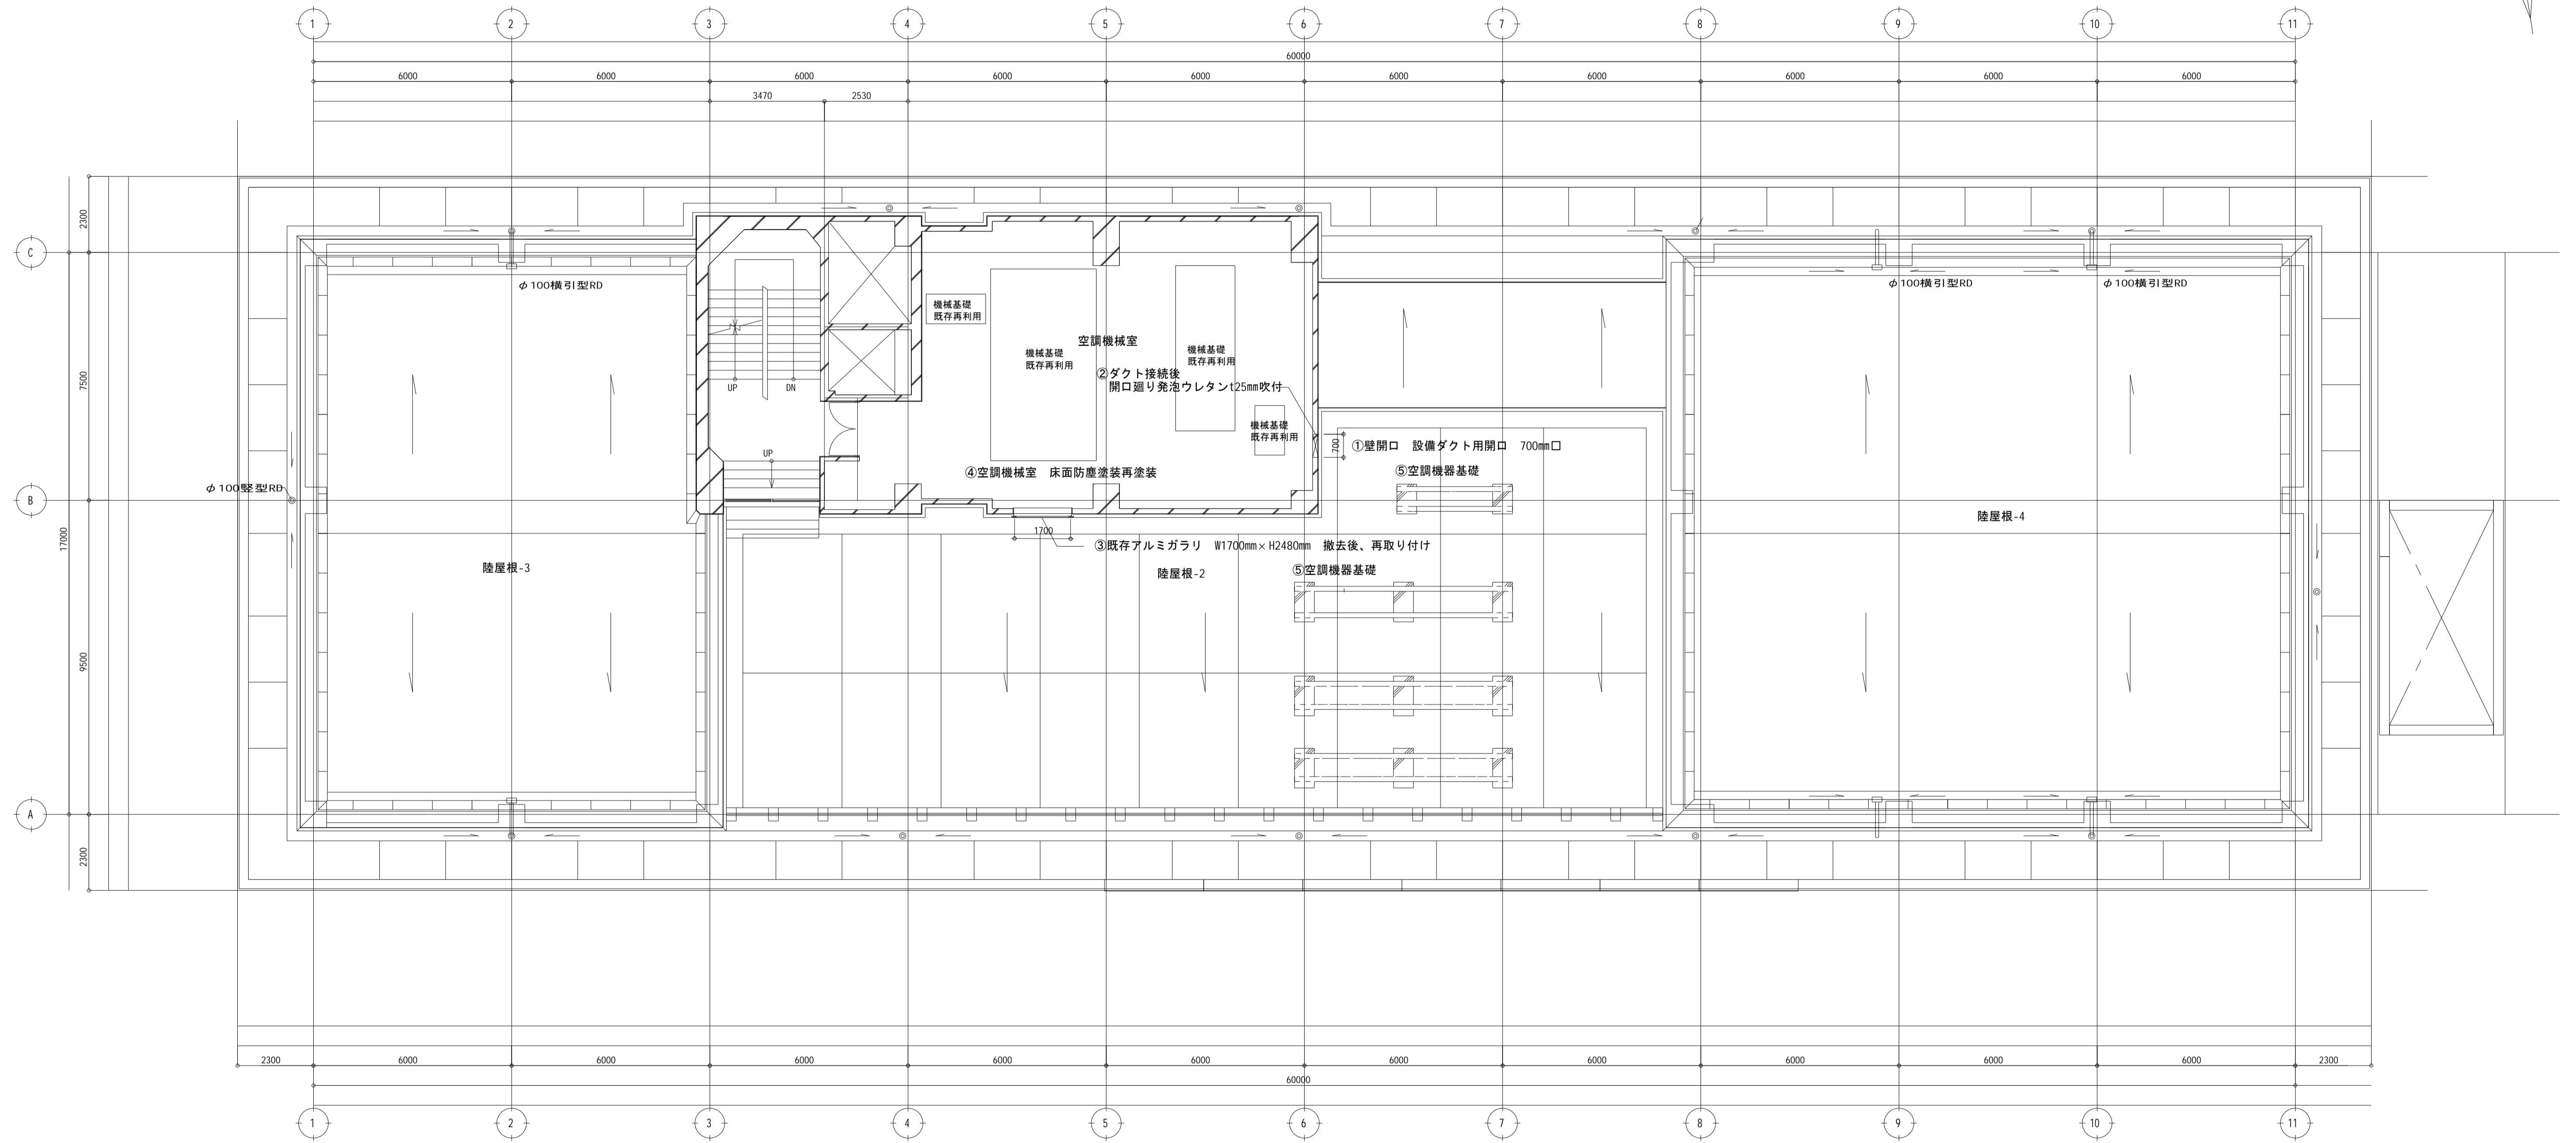 1 2 3 4 5 6 7 8 9 10 11
60000
6000 6000 6000 6000 6000 6000 6000 6000 6000 6000
3470 2530
2300
C
φ100横引型RD
φ100横引型RD
φ100横引型RD
機械基礎
既存再利用
空調機械室
機械基礎
既存再利用
機械基礎
既存再利用
7500
UP
DN
②ダクト接続後
開口廻り発泡ウレタンt25mm吹付
機械基礎
既存再利用
700
①壁開口 設備ダクト用開口 700mm口
UP
④空調機械室 床面防塵塗装再塗装
⑤空調機器基礎
φ100竪型RD
B
陸屋根-4
17000
1700
③既存アルミガラリ W1700mm×H2480mm 撤去後、再取り付け
陸屋根-3
陸屋根-2
⑤空調機器基礎
9500
A
2300
2300 6000 6000 6000 6000 6000 6000 6000 6000 6000 6000 2300
60000
1 2 3 4 5 6 7 8 9 10 11